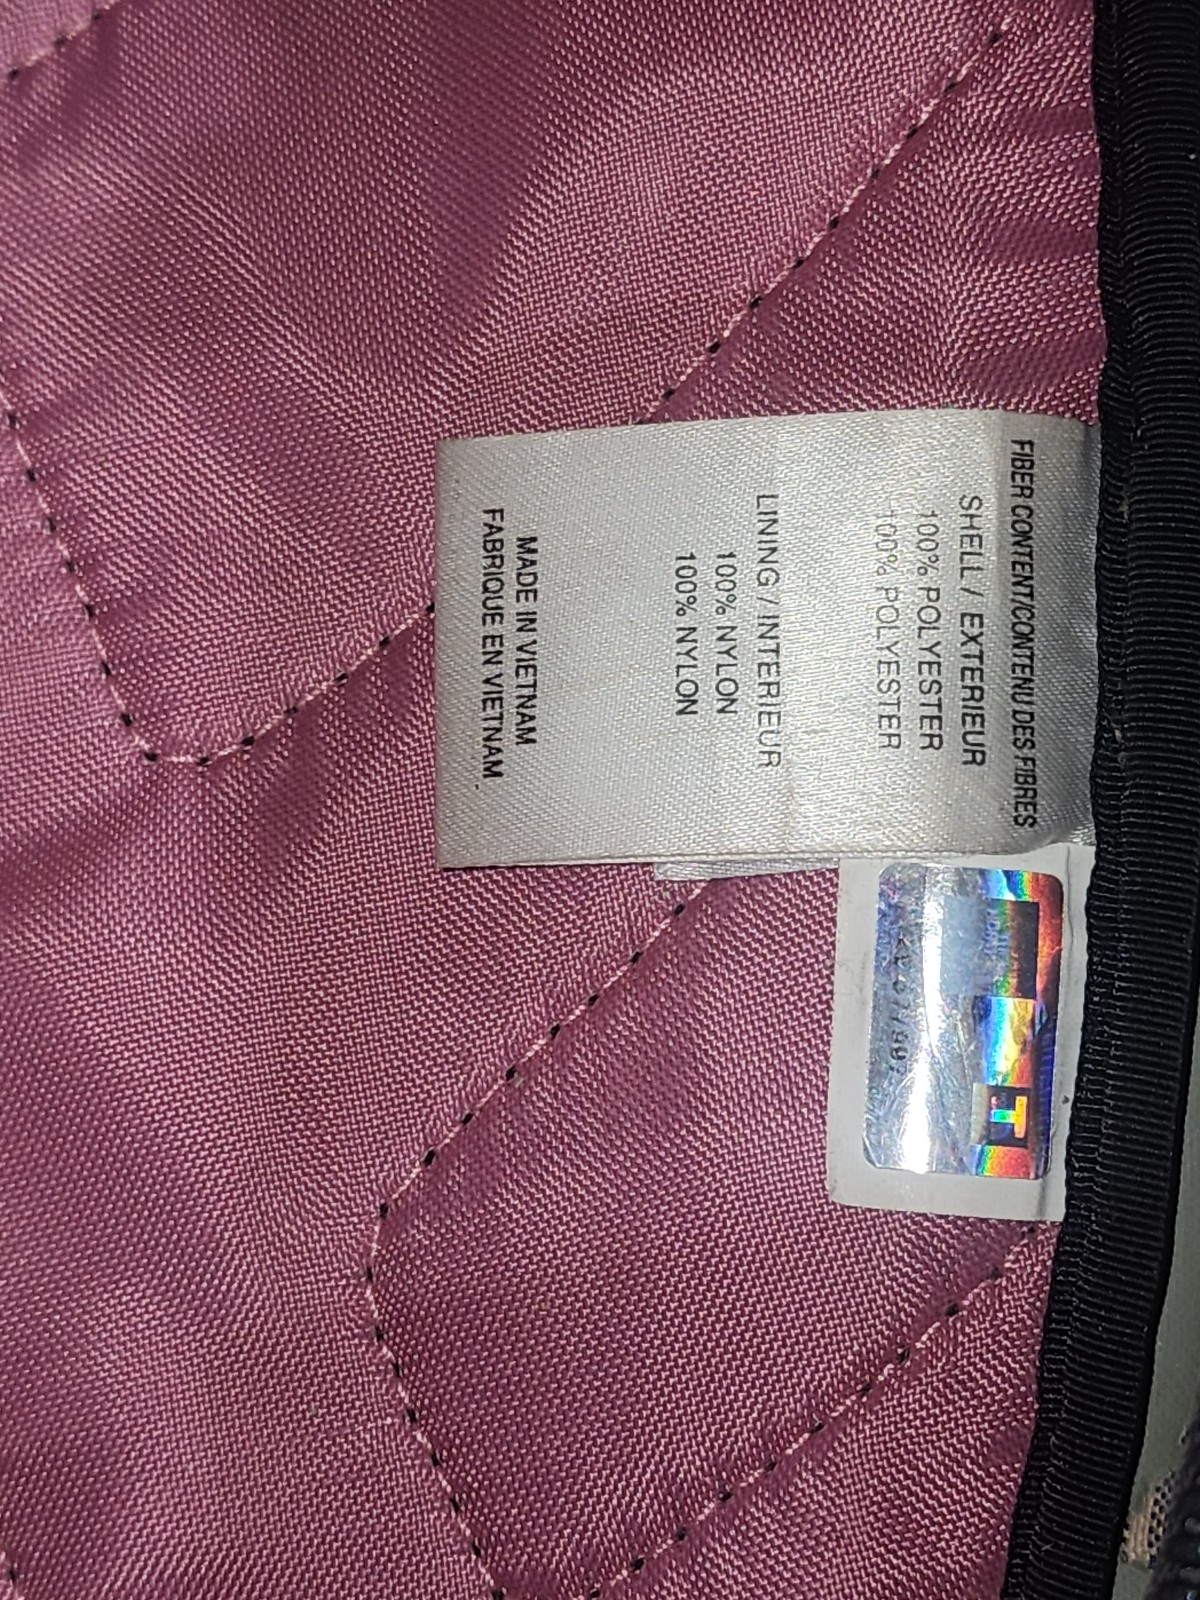 FIBER CONTENT/CONTENU DES FIBRES
SHELL / EXTERIEUR
100% POLYESTER
100% POLYESTER
LINING / INTERIEUR
100% NYLON
100% NYLON
MADE IN VIETNAM
FABRIQUE EN VIETNAM.
T